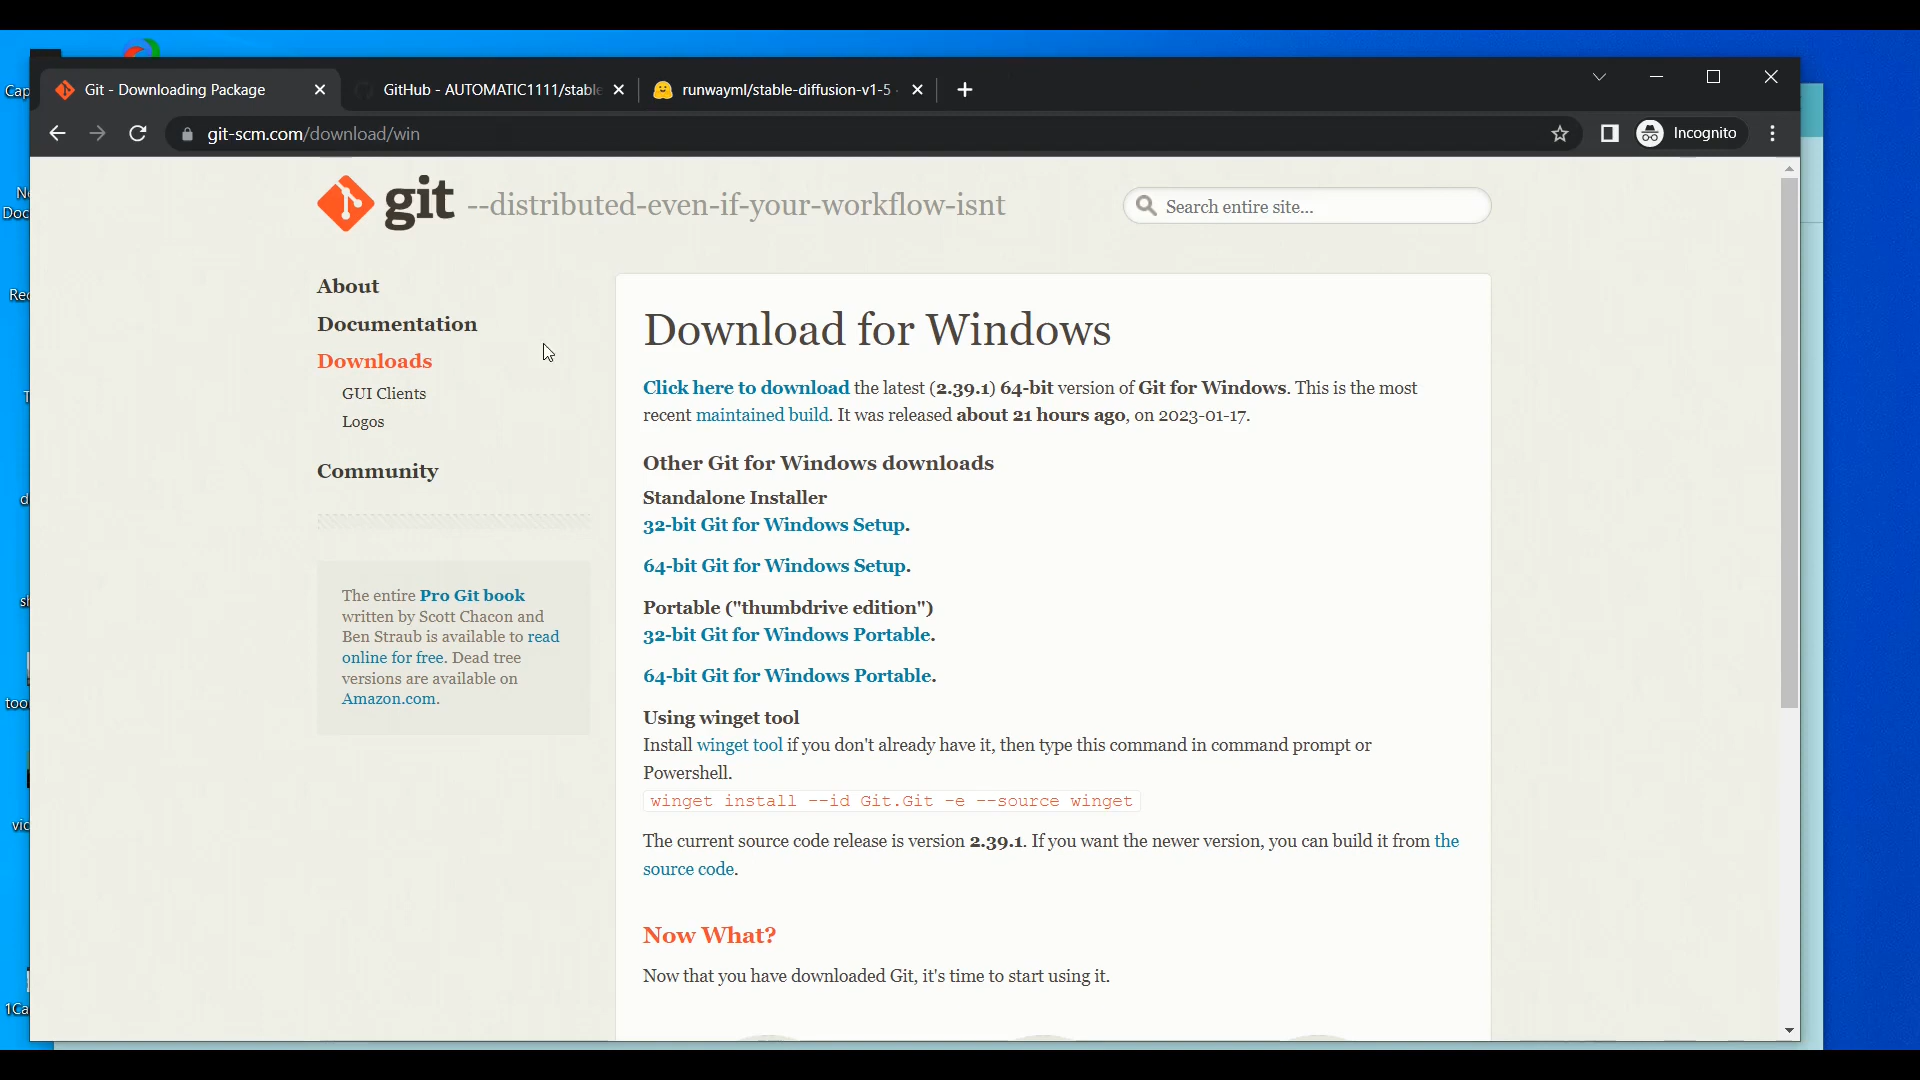 Git - Downloading Package
GitHub - AUTOMATIC1111/stable
runwayml/stable-diffusion-v1-5
git-scm.com/download/win
Incognito
git --distributed-even-if-your-workflow-isnt
Search entire site...
About
Documentation
Downloads
GUI Clients
Logos
Community
The entire Pro Git book
written by Scott Chacon and
Ben Straub is available to read
online for free. Dead tree
versions are available on
Amazon.com.
Download for Windows
Click here to download the latest (2.39.1) 64-bit version of Git for Windows. This is the most
recent maintained build. It was released about 21 hours ago, on 2023-01-17.
Other Git for Windows downloads
Standalone Installer
32-bit Git for Windows Setup.
64-bit Git for Windows Setup.
Portable ("thumbdrive edition")
32-bit Git for Windows Portable.
64-bit Git for Windows Portable.
Using winget tool
Install winget tool if you don't already have it, then type this command in command prompt or
Powershell.
winget install --id Git.Git -e --source winget
The current source code release is version 2.39.1. If you want the newer version, you can build it from the
source code.
Now What?
Now that you have downloaded Git, it's time to start using it.